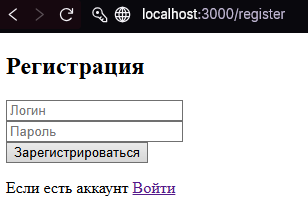 localhost:3000/register
Регистрация
Логин
Пароль
Зарегистрироваться
Если есть аккаунт Войти